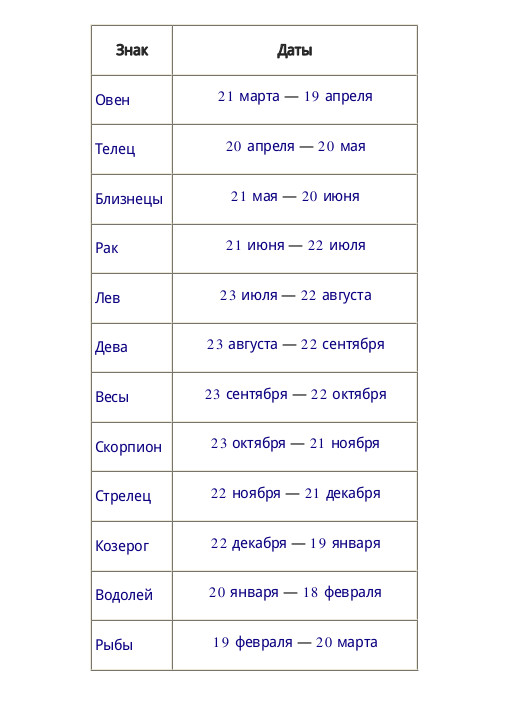 Знак Даты
Овен 21 марта — 19 апреля
Телец 20 апреля — 20 мая
Близнецы 21 мая — 20 июня
Рак 21 июня — 22 июля
Лев 23 июля — 22 августа
Дева 23 августа — 22 сентября
Весы 23 сентября — 22 октября
Скорпион 23 октября — 21 ноября
Стрелец 22 ноября — 21 декабря
Козерог 22 декабря — 19 января
Водолей 20 января — 18 февраля
Рыбы 19 февраля — 20 марта